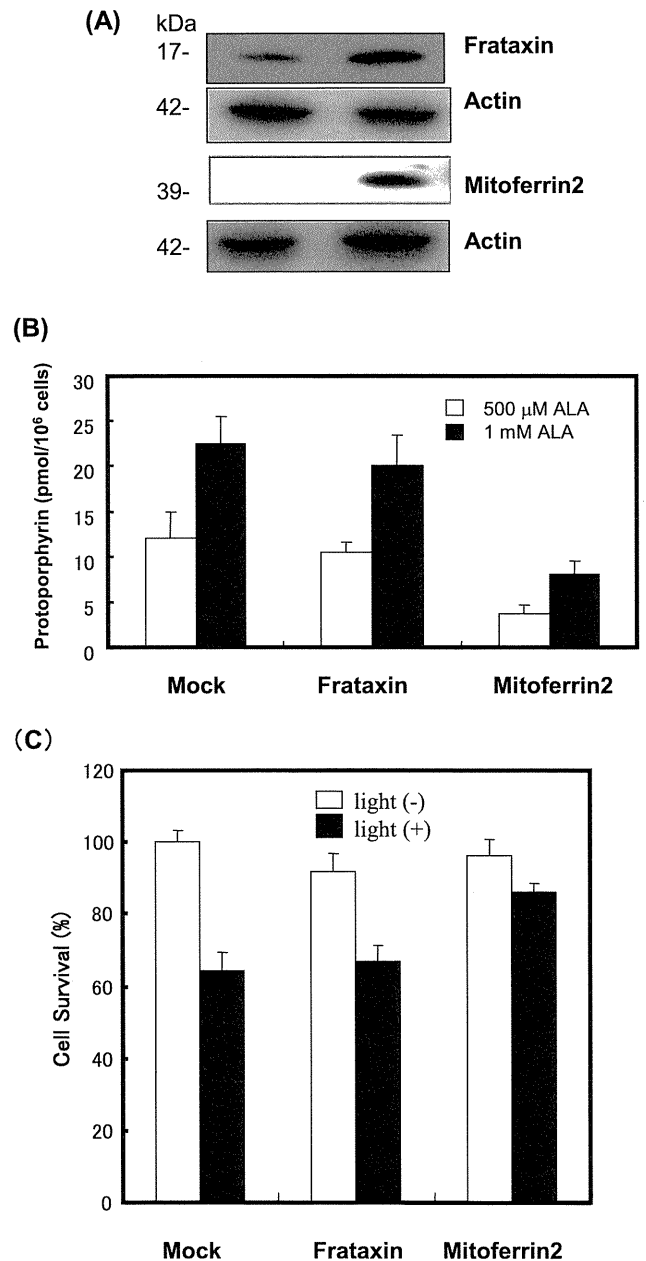 (A)
kDa
17-
Frataxin
42-
Actin
39-
Mitoferrin2
42-
Actin
(B)
Protoporphyrin (pmol/10⁶ cells)
30
25
20
15
10
5
0
500 µM ALA
1 mM ALA
Mock Frataxin Mitoferrin2
(C)
Cell Survival (%)
120
100
80
60
40
20
0
light (-)
light (+)
Mock Frataxin Mitoferrin2